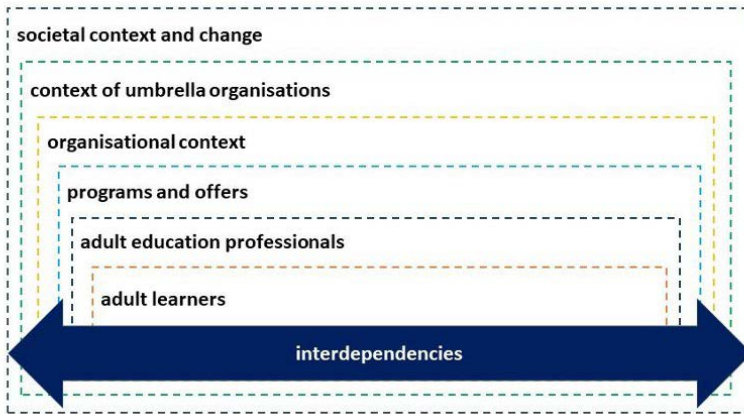 societal context and change
context of umbrella organisations
organisational context
programs and offers
adult education professionals
adult learners
interdependencies